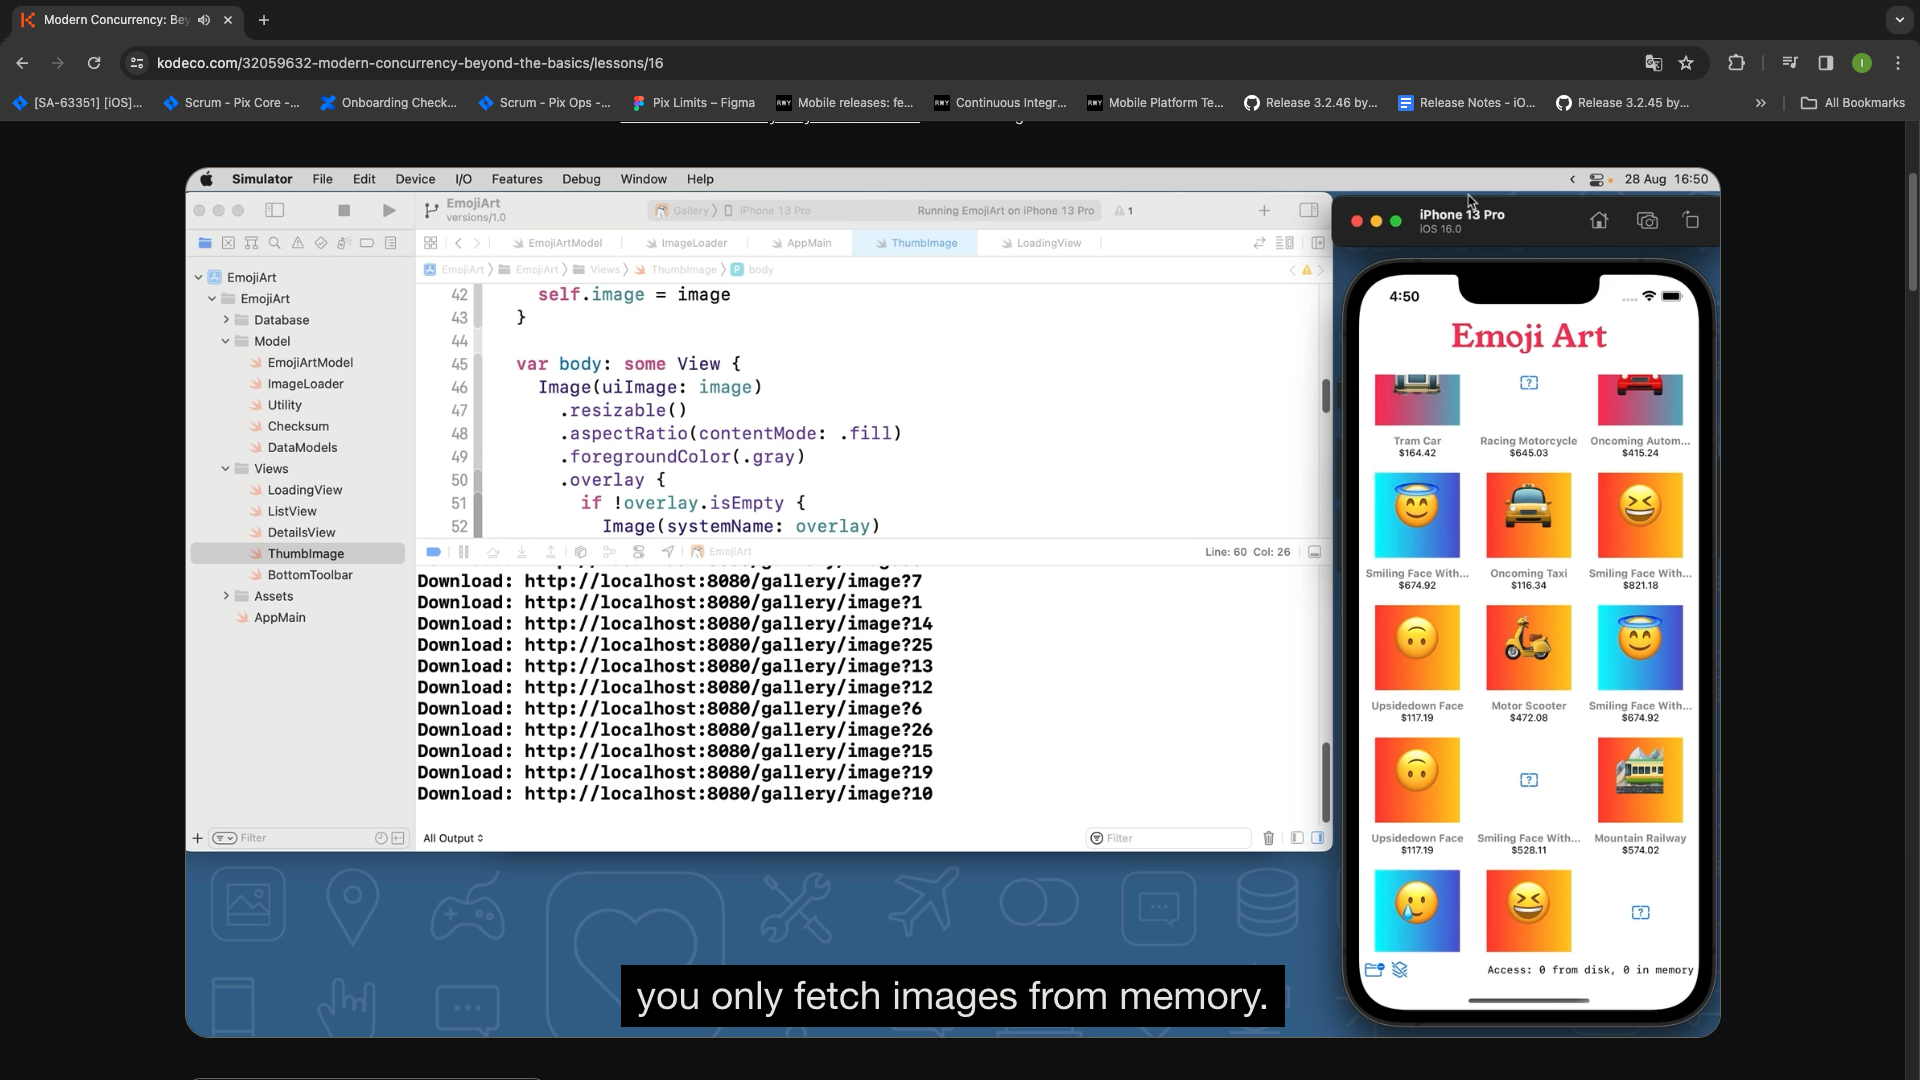 Modern Concurrency: Bey
kodeco.com/32059632-modern-concurrency-beyond-the-basics/lessons/16
I
[SA-63351] [iOS]...
Scrum - Pix Core -...
Onboarding Check...
Scrum - Pix Ops -...
Pix Limits – Figma
RWY Mobile releases: fe...
RWY Continuous Integr...
RWY Mobile Platform Te...
Release 3.2.46 by...
Release Notes - iO...
Release 3.2.45 by...
»
All Bookmarks
Simulator File Edit Device I/O Features Debug Window Help
28 Aug 16:50
EmojiArt
versions/1.0
Gallery iPhone 13 Pro
Running EmojiArt on iPhone 13 Pro
1
EmojiArtModel
ImageLoader
AppMain
ThumbImage
LoadingView
EmojiArt EmojiArt Views ThumbImage P body
EmojiArt
EmojiArt
Database
Model
EmojiArtModel
ImageLoader
Utility
Checksum
DataModels
Views
LoadingView
ListView
DetailsView
ThumbImage
BottomToolbar
Assets
AppMain
Filter
42 self.image = image
43 }
44
45 var body: some View {
46 Image(uiImage: image)
47 .resizable()
48 .aspectRatio(contentMode: .fill)
49 .foregroundColor(.gray)
50 .overlay {
51 if !overlay.isEmpty {
52 Image(systemName: overlay)
EmojiArt
Line: 60 Col: 26
Download: http://localhost:8080/gallery/image?7
Download: http://localhost:8080/gallery/image?1
Download: http://localhost:8080/gallery/image?14
Download: http://localhost:8080/gallery/image?25
Download: http://localhost:8080/gallery/image?13
Download: http://localhost:8080/gallery/image?12
Download: http://localhost:8080/gallery/image?6
Download: http://localhost:8080/gallery/image?26
Download: http://localhost:8080/gallery/image?15
Download: http://localhost:8080/gallery/image?19
Download: http://localhost:8080/gallery/image?10
All Output
Filter
iPhone 13 Pro
iOS 16.0
4:50
Emoji Art
Tram Car Racing Motorcycle Oncoming Autom...
$164.42 $645.03 $415.24
Smiling Face With... Oncoming Taxi Smiling Face With...
$674.92 $116.34 $821.18
Upsidedown Face Motor Scooter Smiling Face With...
$117.19 $472.08 $674.92
Upsidedown Face Smiling Face With... Mountain Railway
$117.19 $528.11 $574.02
Access: 0 from disk, 0 in memory
you only fetch images from memory.